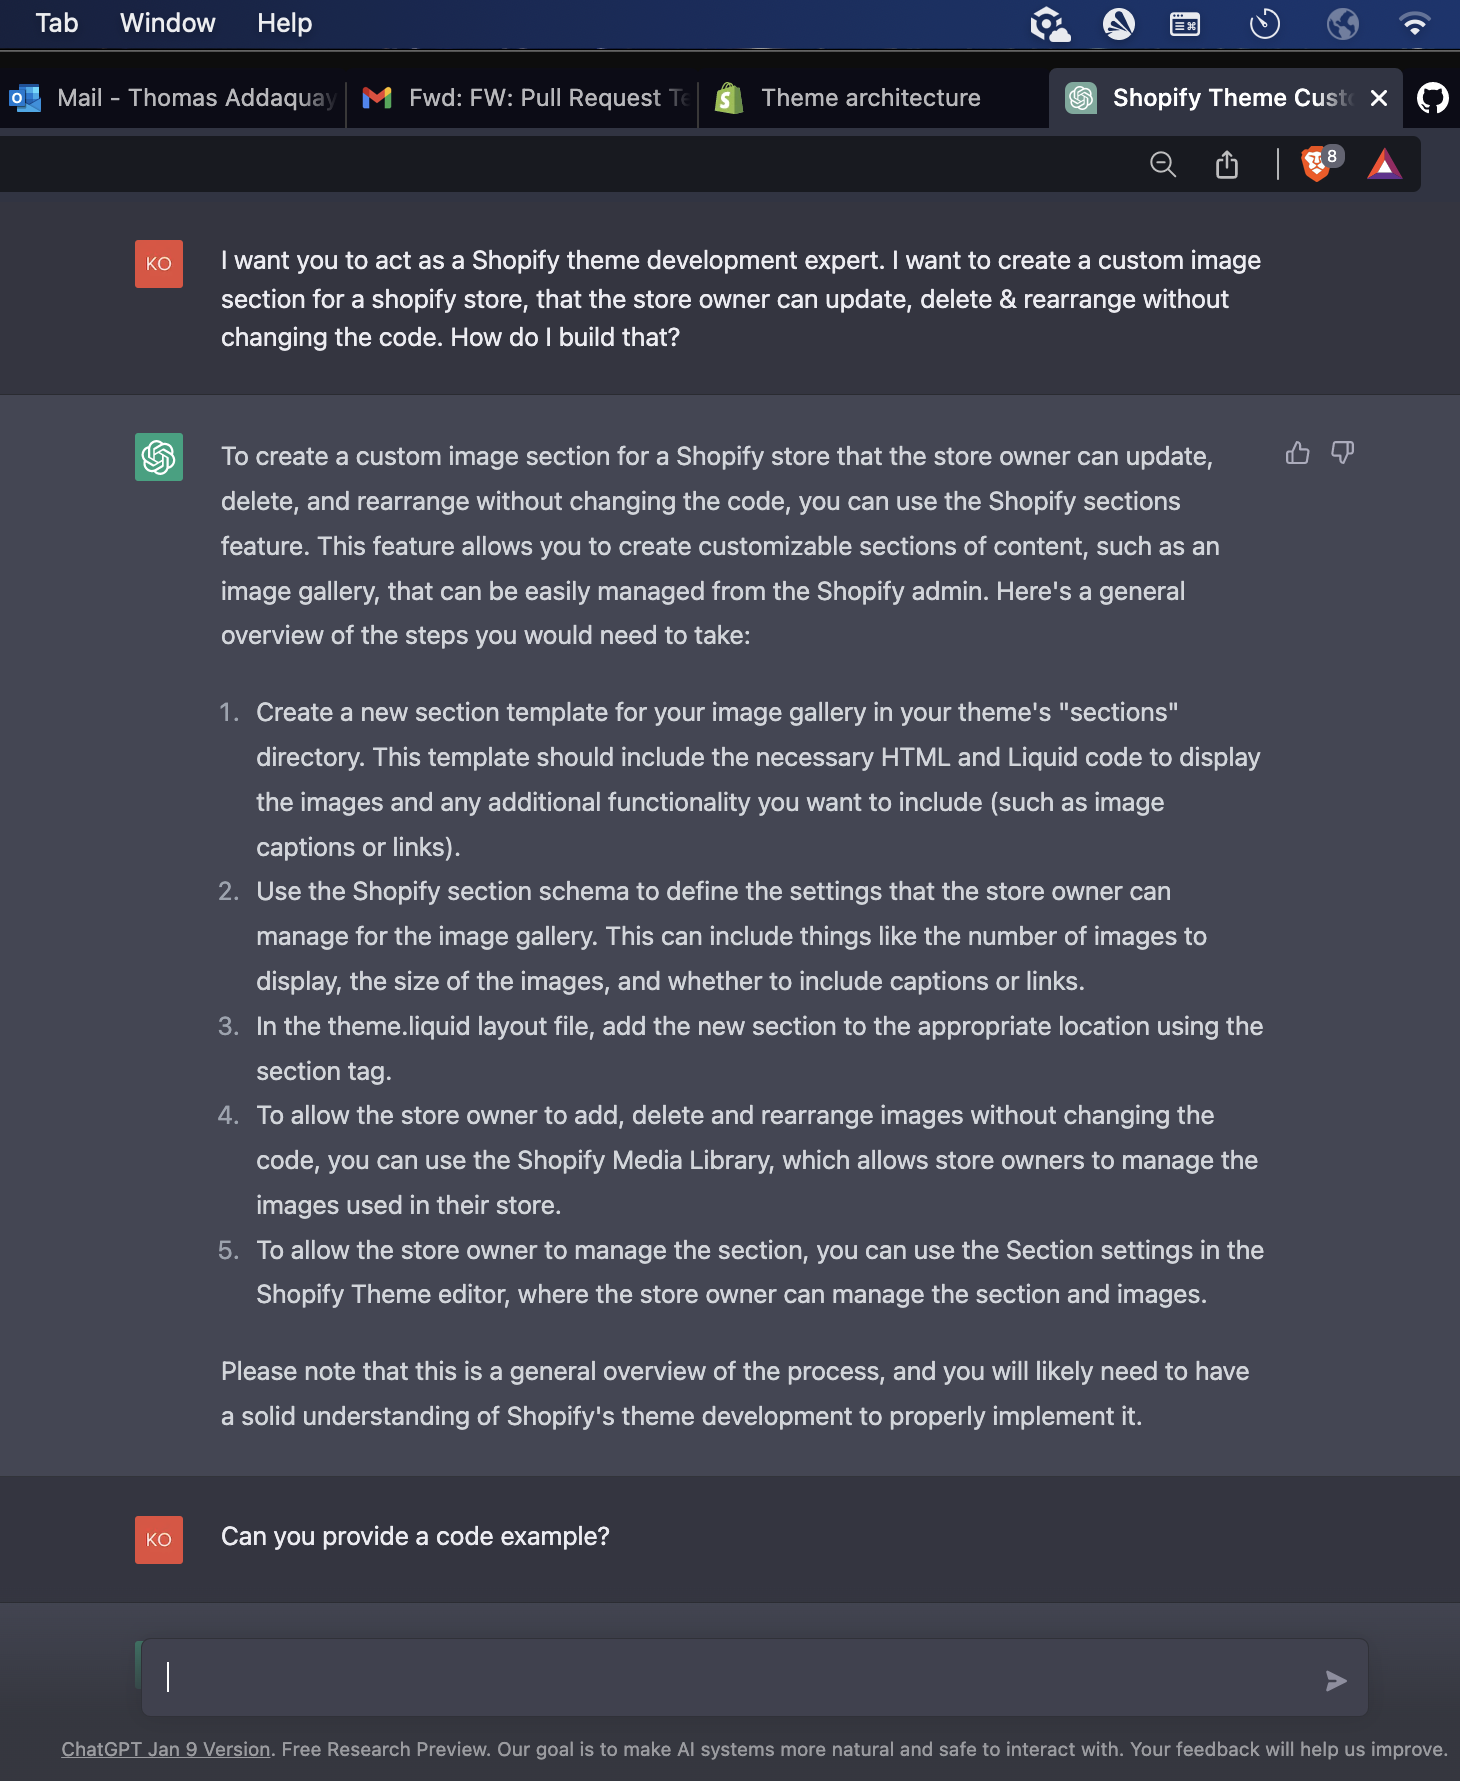 Tab Window Help
Mail - Thomas Addaquay Fwd: FW: Pull Request Te Theme architecture Shopify Theme Cust
8
KO
I want you to act as a Shopify theme development expert. I want to create a custom image
section for a shopify store, that the store owner can update, delete & rearrange without
changing the code. How do I build that?
To create a custom image section for a Shopify store that the store owner can update,
delete, and rearrange without changing the code, you can use the Shopify sections
feature. This feature allows you to create customizable sections of content, such as an
image gallery, that can be easily managed from the Shopify admin. Here's a general
overview of the steps you would need to take:
1. Create a new section template for your image gallery in your theme's "sections"
directory. This template should include the necessary HTML and Liquid code to display
the images and any additional functionality you want to include (such as image
captions or links).
2. Use the Shopify section schema to define the settings that the store owner can
manage for the image gallery. This can include things like the number of images to
display, the size of the images, and whether to include captions or links.
3. In the theme.liquid layout file, add the new section to the appropriate location using the
section tag.
4. To allow the store owner to add, delete and rearrange images without changing the
code, you can use the Shopify Media Library, which allows store owners to manage the
images used in their store.
5. To allow the store owner to manage the section, you can use the Section settings in the
Shopify Theme editor, where the store owner can manage the section and images.
Please note that this is a general overview of the process, and you will likely need to have
a solid understanding of Shopify's theme development to properly implement it.
KO
Can you provide a code example?
ChatGPT Jan 9 Version. Free Research Preview. Our goal is to make AI systems more natural and safe to interact with. Your feedback will help us improve.